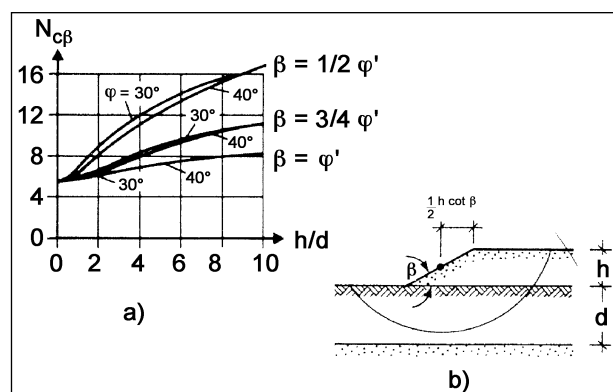 N_cβ
16
12
8
4
0
0 2 4 6 8 10
h/d
φ = 30°
40°
30°
40°
30°
40°
β = 1/2 φ'
β = 3/4 φ'
β = φ'
a)
1/2 h cot β
β
h
d
b)